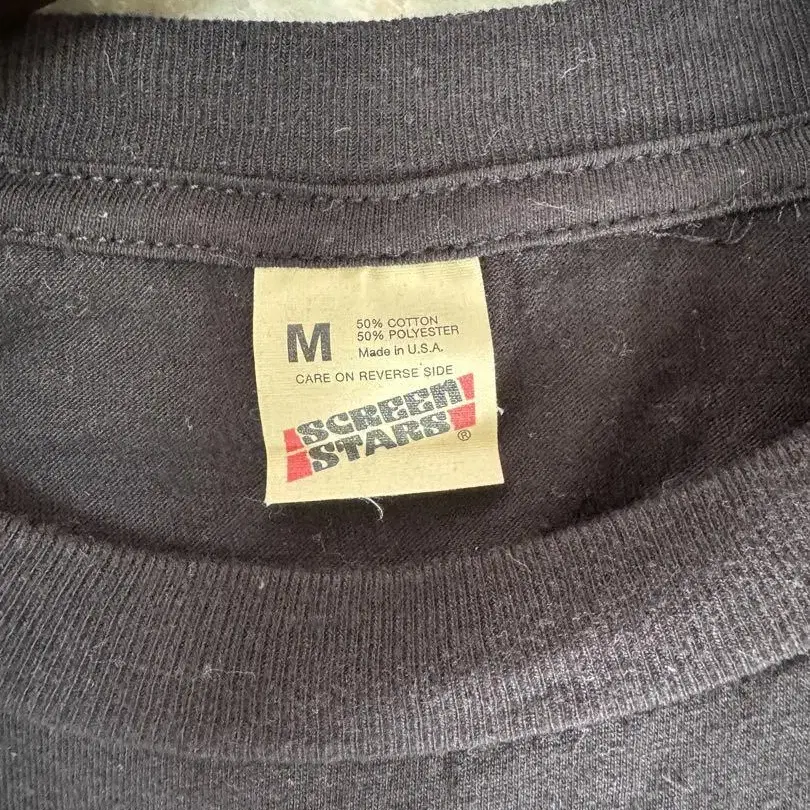 M
50% COTTON
50% POLYESTER
Made in U.S.A.
CARE ON REVERSE SIDE
SCREEN
STARS®